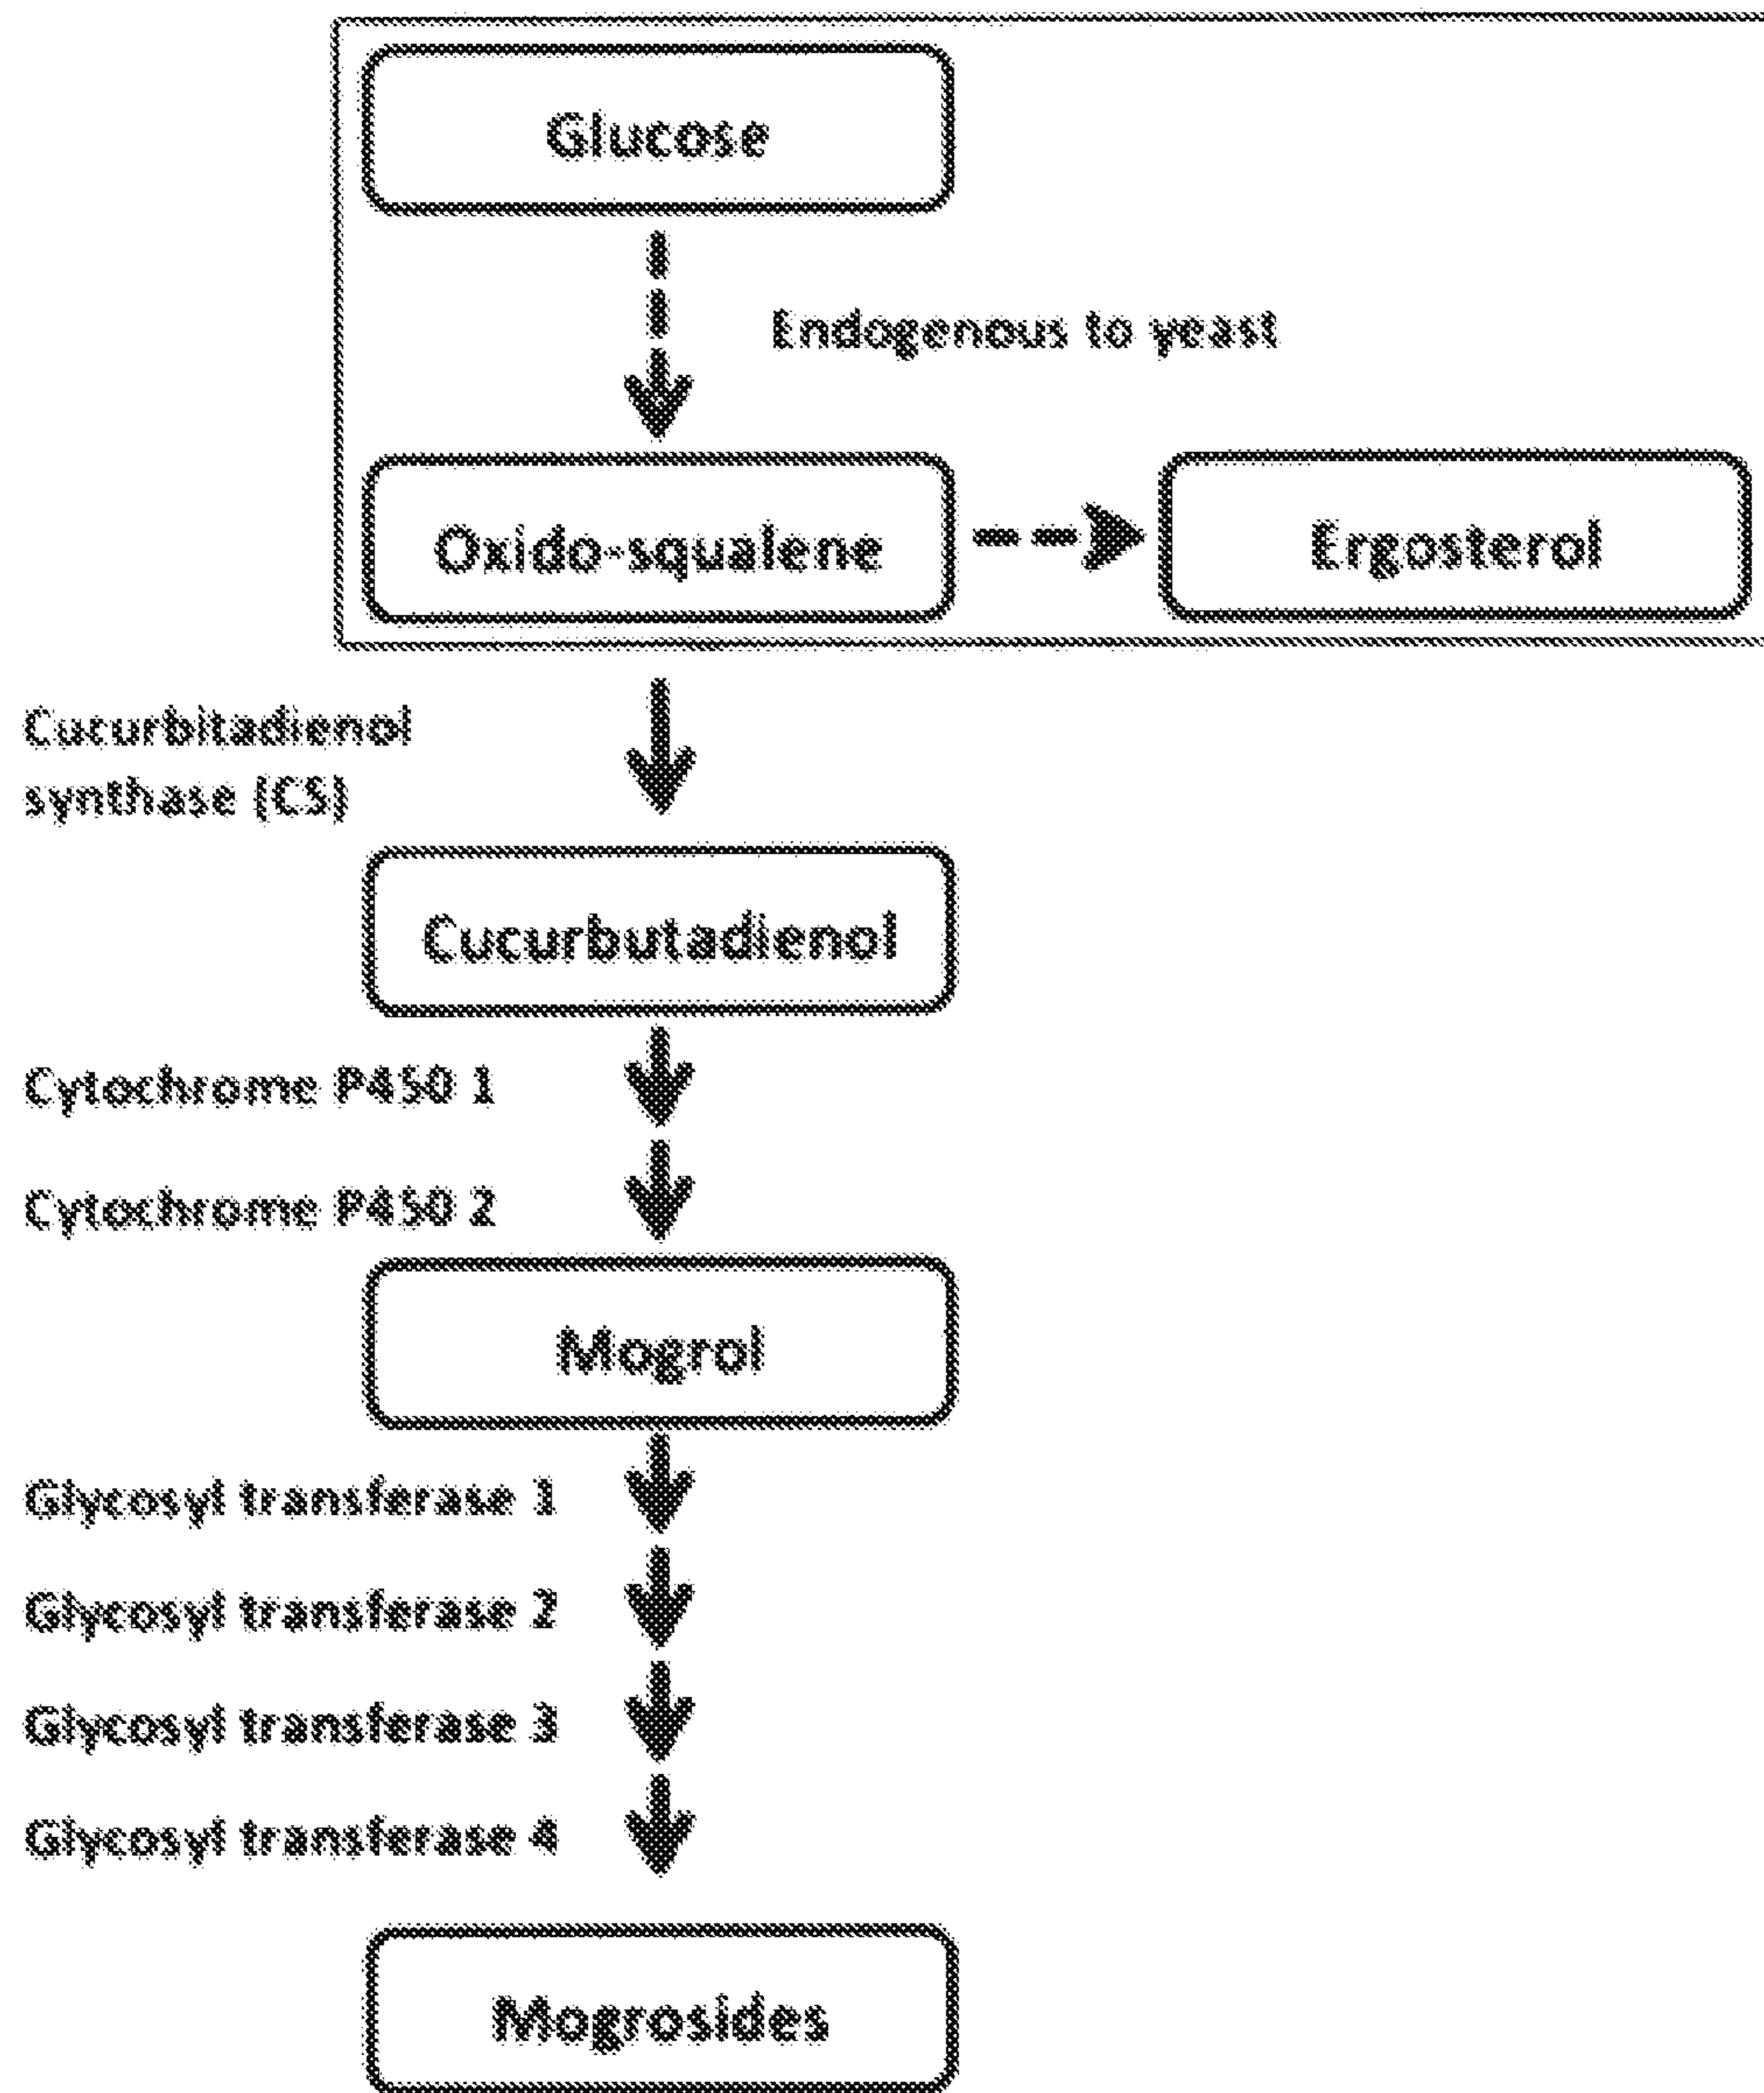 Glucose
Endogenous to yeast
Oxido-squalene
Ergosterol
Cucurbitadienol
synthase (CS)
Cucurbutadienol
Cytochrome P450 1
Cytochrome P450 2
Mogrol
Glycosyl transferase 1
Glycosyl transferase 2
Glycosyl transferase 3
Glycosyl transferase 4
Mogrosides